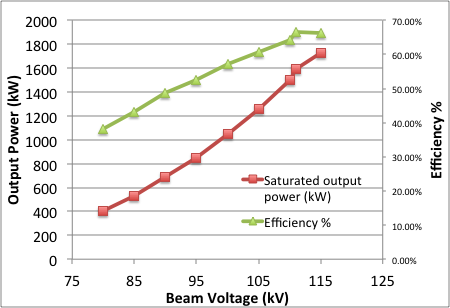 2000
1800
1600
1400
1200
1000
800
600
400
200
0
Output Power (kW)
70.00%
60.00%
50.00%
40.00%
30.00%
20.00%
10.00%
0.00%
Efficiency %
Saturated output
power (kW)
Efficiency %
75 85 95 105 115 125
Beam Voltage (kV)